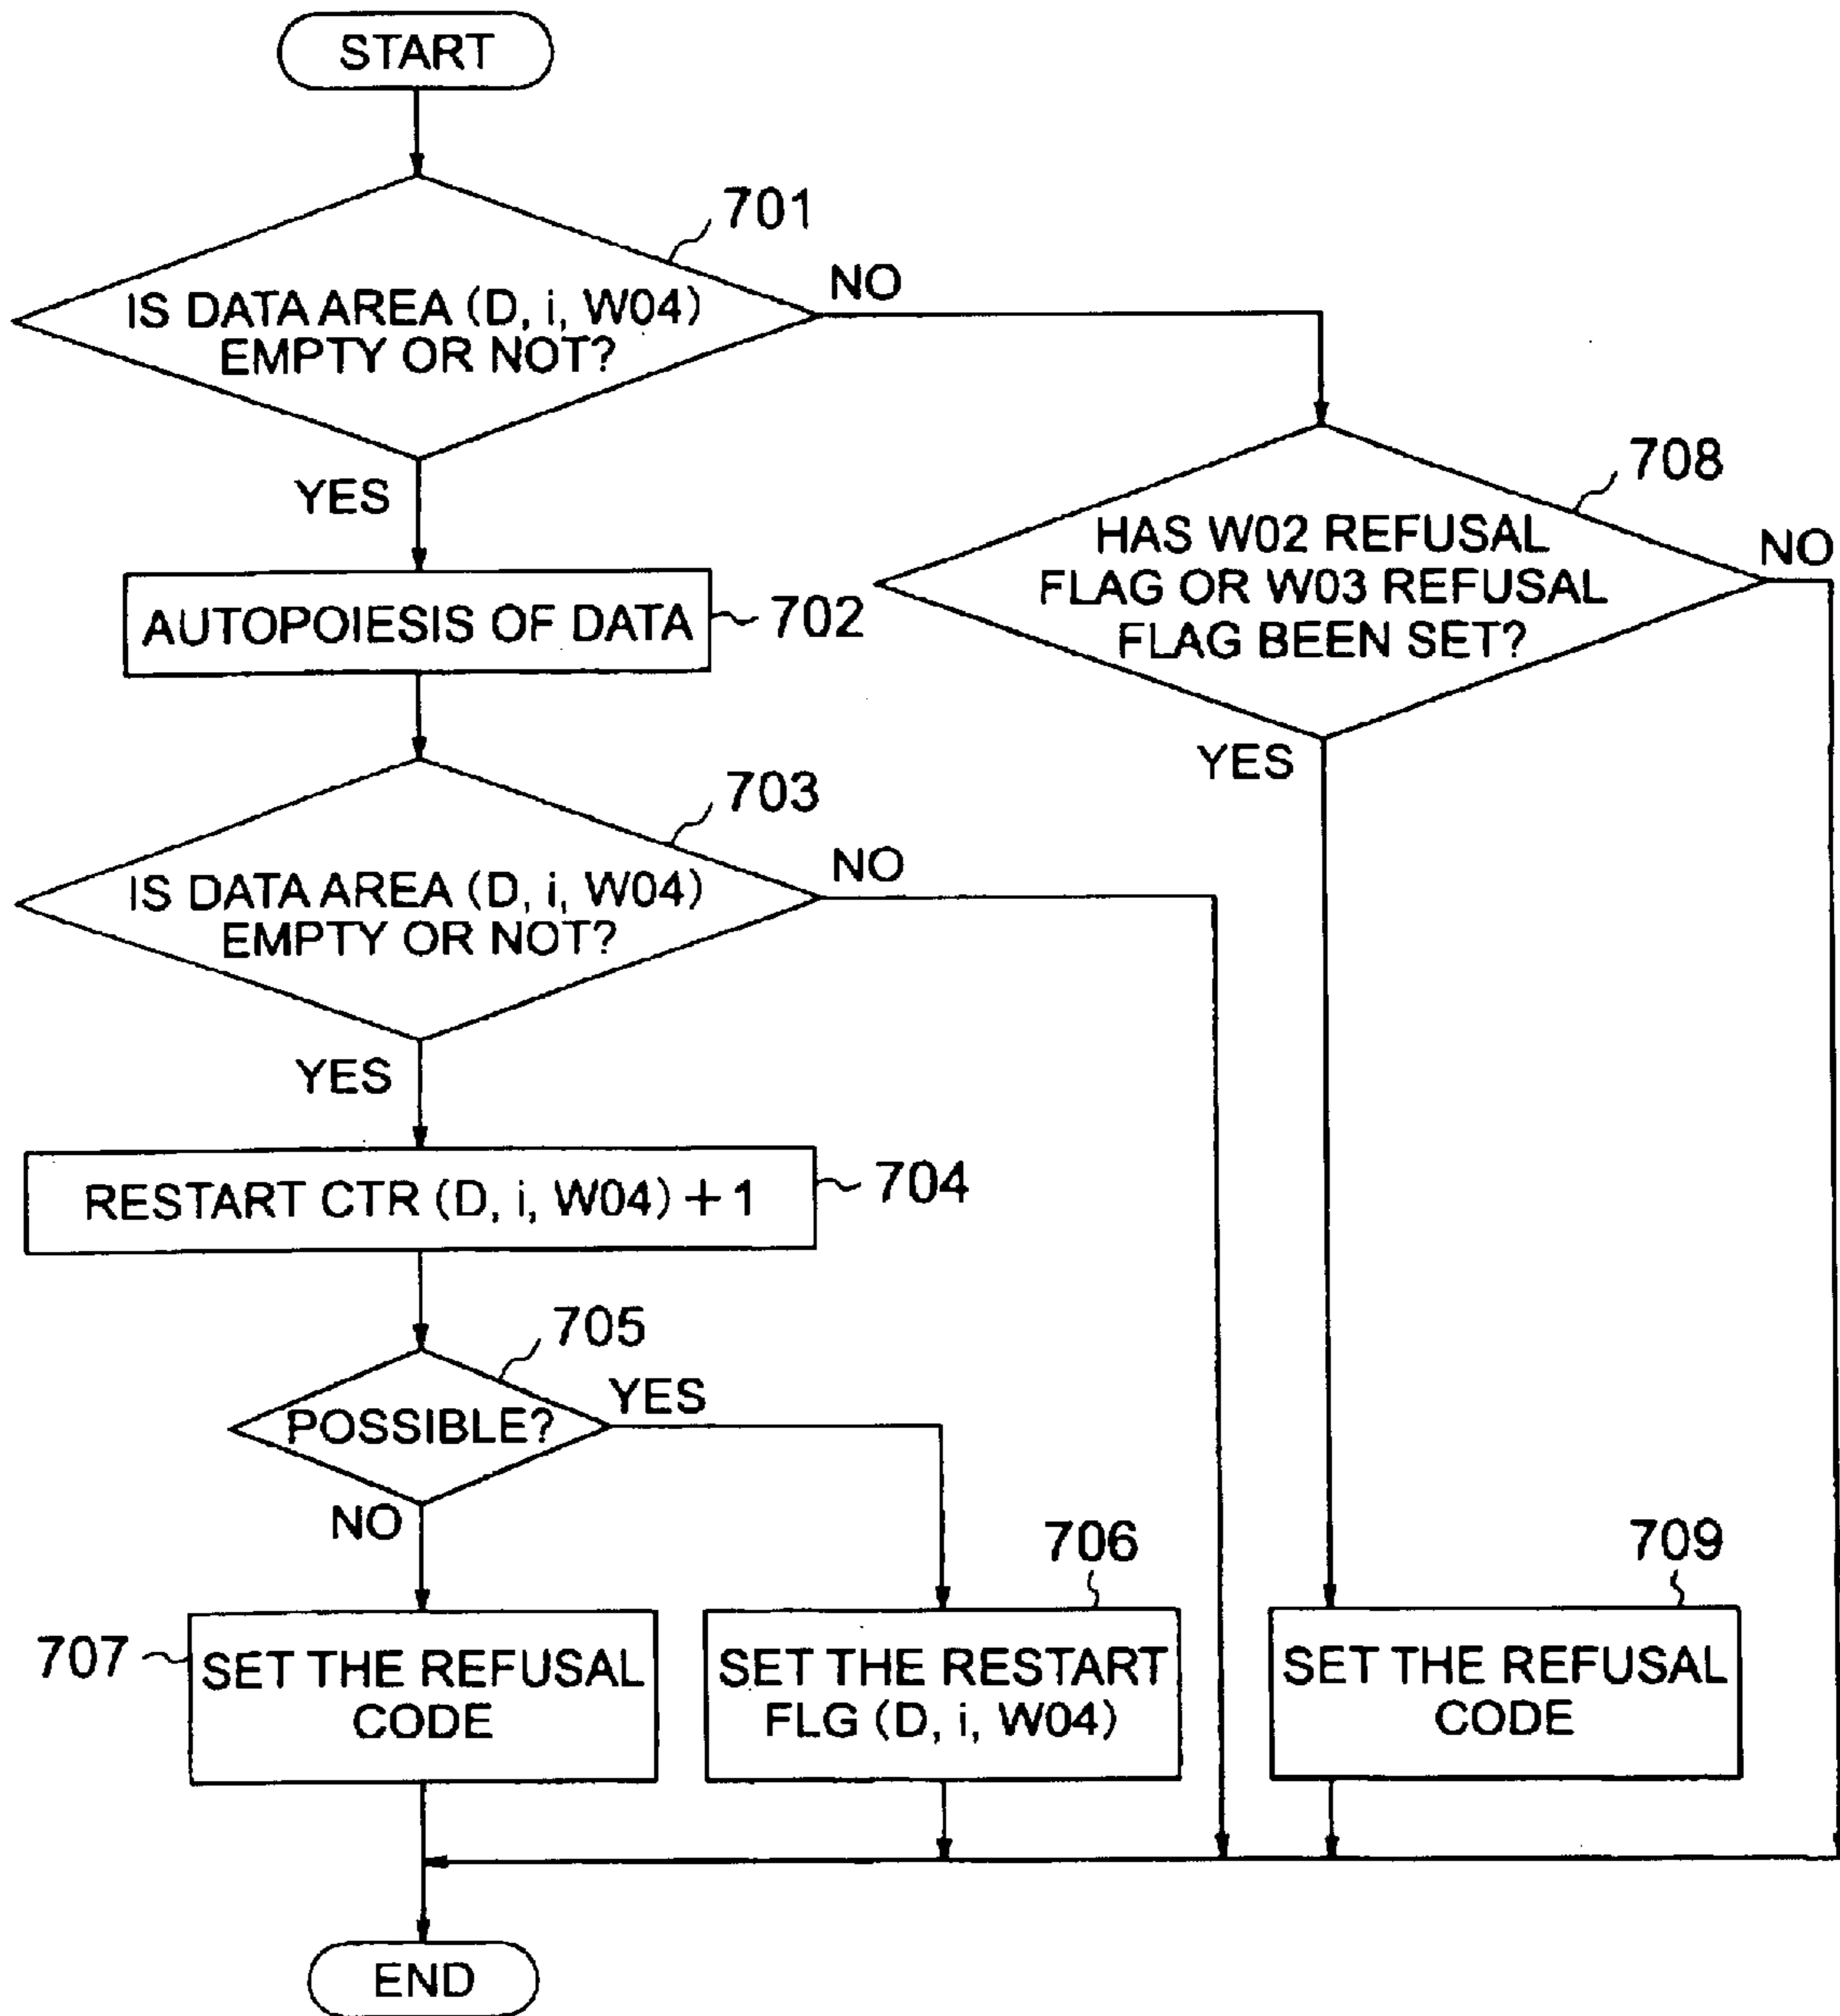 START
701
IS DATA AREA (D, i, W04)
EMPTY OR NOT?
NO
YES
708
HAS W02 REFUSAL
FLAG OR W03 REFUSAL
FLAG BEEN SET?
NO
YES
AUTOPOIESIS OF DATA
702
703
IS DATA AREA (D, i, W04)
EMPTY OR NOT?
NO
YES
RESTART CTR (D, i, W04) + 1
704
705
POSSIBLE?
YES
NO
707
SET THE REFUSAL
CODE
706
SET THE RESTART
FLG (D, i, W04)
709
SET THE REFUSAL
CODE
END